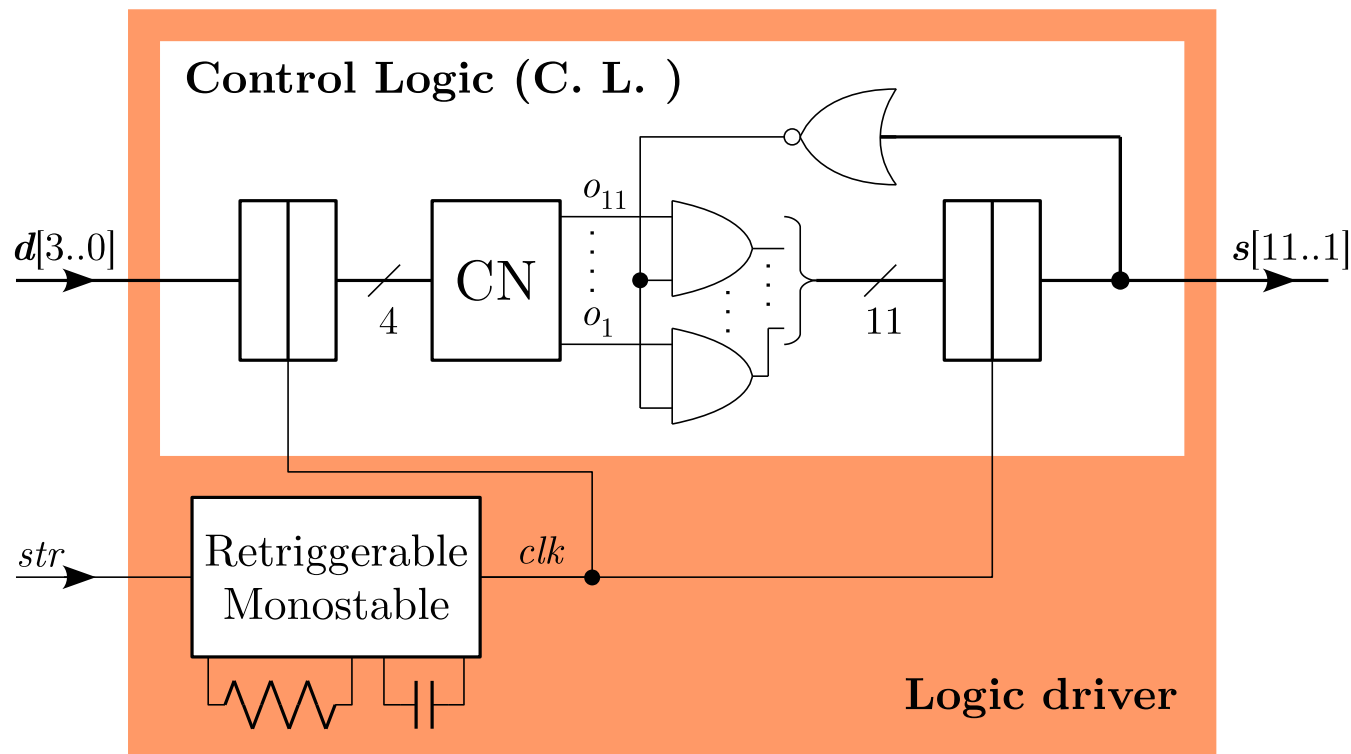 Control Logic (C. L. )
o11
d[3..0]
s[11..1]
CN
4
o1
11
str
Retriggerable
Monostable
clk
Logic driver